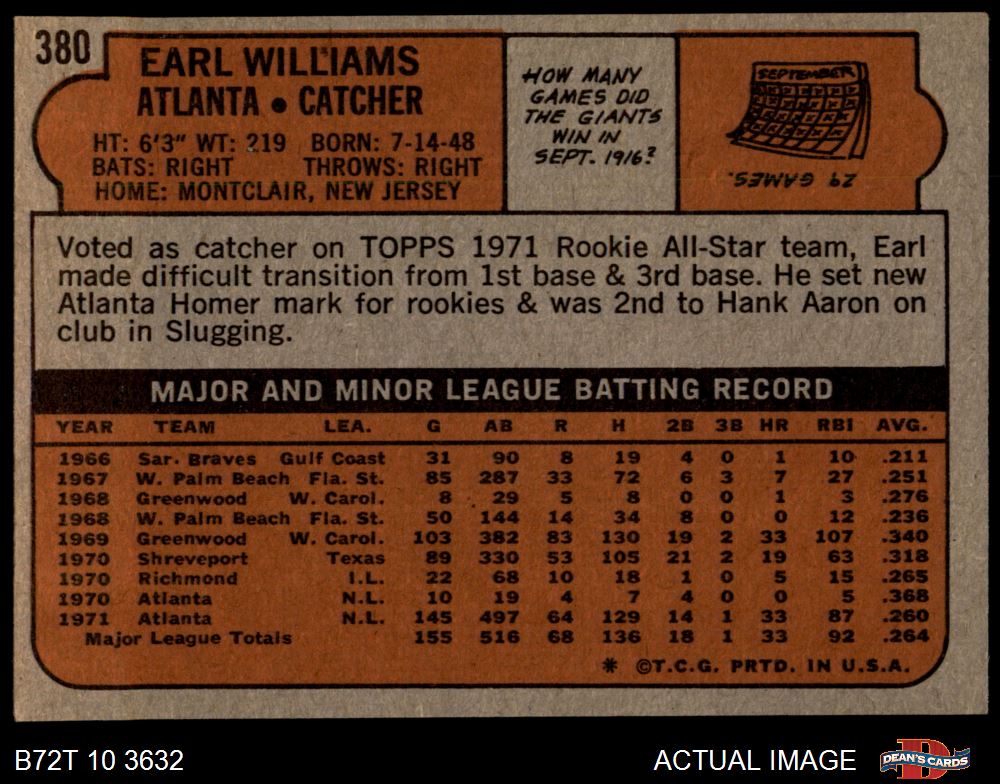 380
EARL WILLIAMS
ATLANTA • CATCHER
HT: 6'3" WT: 219 BORN: 7-14-48
BATS: RIGHT THROWS: RIGHT
HOME: MONTCLAIR, NEW JERSEY
HOW MANY
GAMES DID
THE GIANTS
WIN IN
SEPT. 1916?
SEPTEMBER
29 GAMES.
Voted as catcher on TOPPS 1971 Rookie All-Star team, Earl
made difficult transition from 1st base & 3rd base. He set new
Atlanta Homer mark for rookies & was 2nd to Hank Aaron on
club in Slugging.
MAJOR AND MINOR LEAGUE BATTING RECORD
YEAR TEAM LEA. G AB R H 2B 3B HR RBI AVG.
1966 Sar. Braves Gulf Coast 31 90 8 19 4 0 1 10 .211
1967 W. Palm Beach Fla. St. 85 287 33 72 6 3 7 27 .251
1968 Greenwood W. Carol. 8 29 5 8 0 0 1 3 .276
1968 W. Palm Beach Fla. St. 50 144 14 34 8 0 0 12 .236
1969 Greenwood W. Carol. 103 382 83 130 19 2 33 107 .340
1970 Shreveport Texas 89 330 53 105 21 2 19 63 .318
1970 Richmond I.L. 22 68 10 18 1 0 5 15 .265
1970 Atlanta N.L. 10 19 4 7 4 0 0 5 .368
1971 Atlanta N.L. 145 497 64 129 14 1 33 87 .260
Major League Totals 155 516 68 136 18 1 33 92 .264
* ©T.C.G. PRTD. IN U.S.A.
B72T 10 3632 ACTUAL IMAGE D DEAN'S CARDS